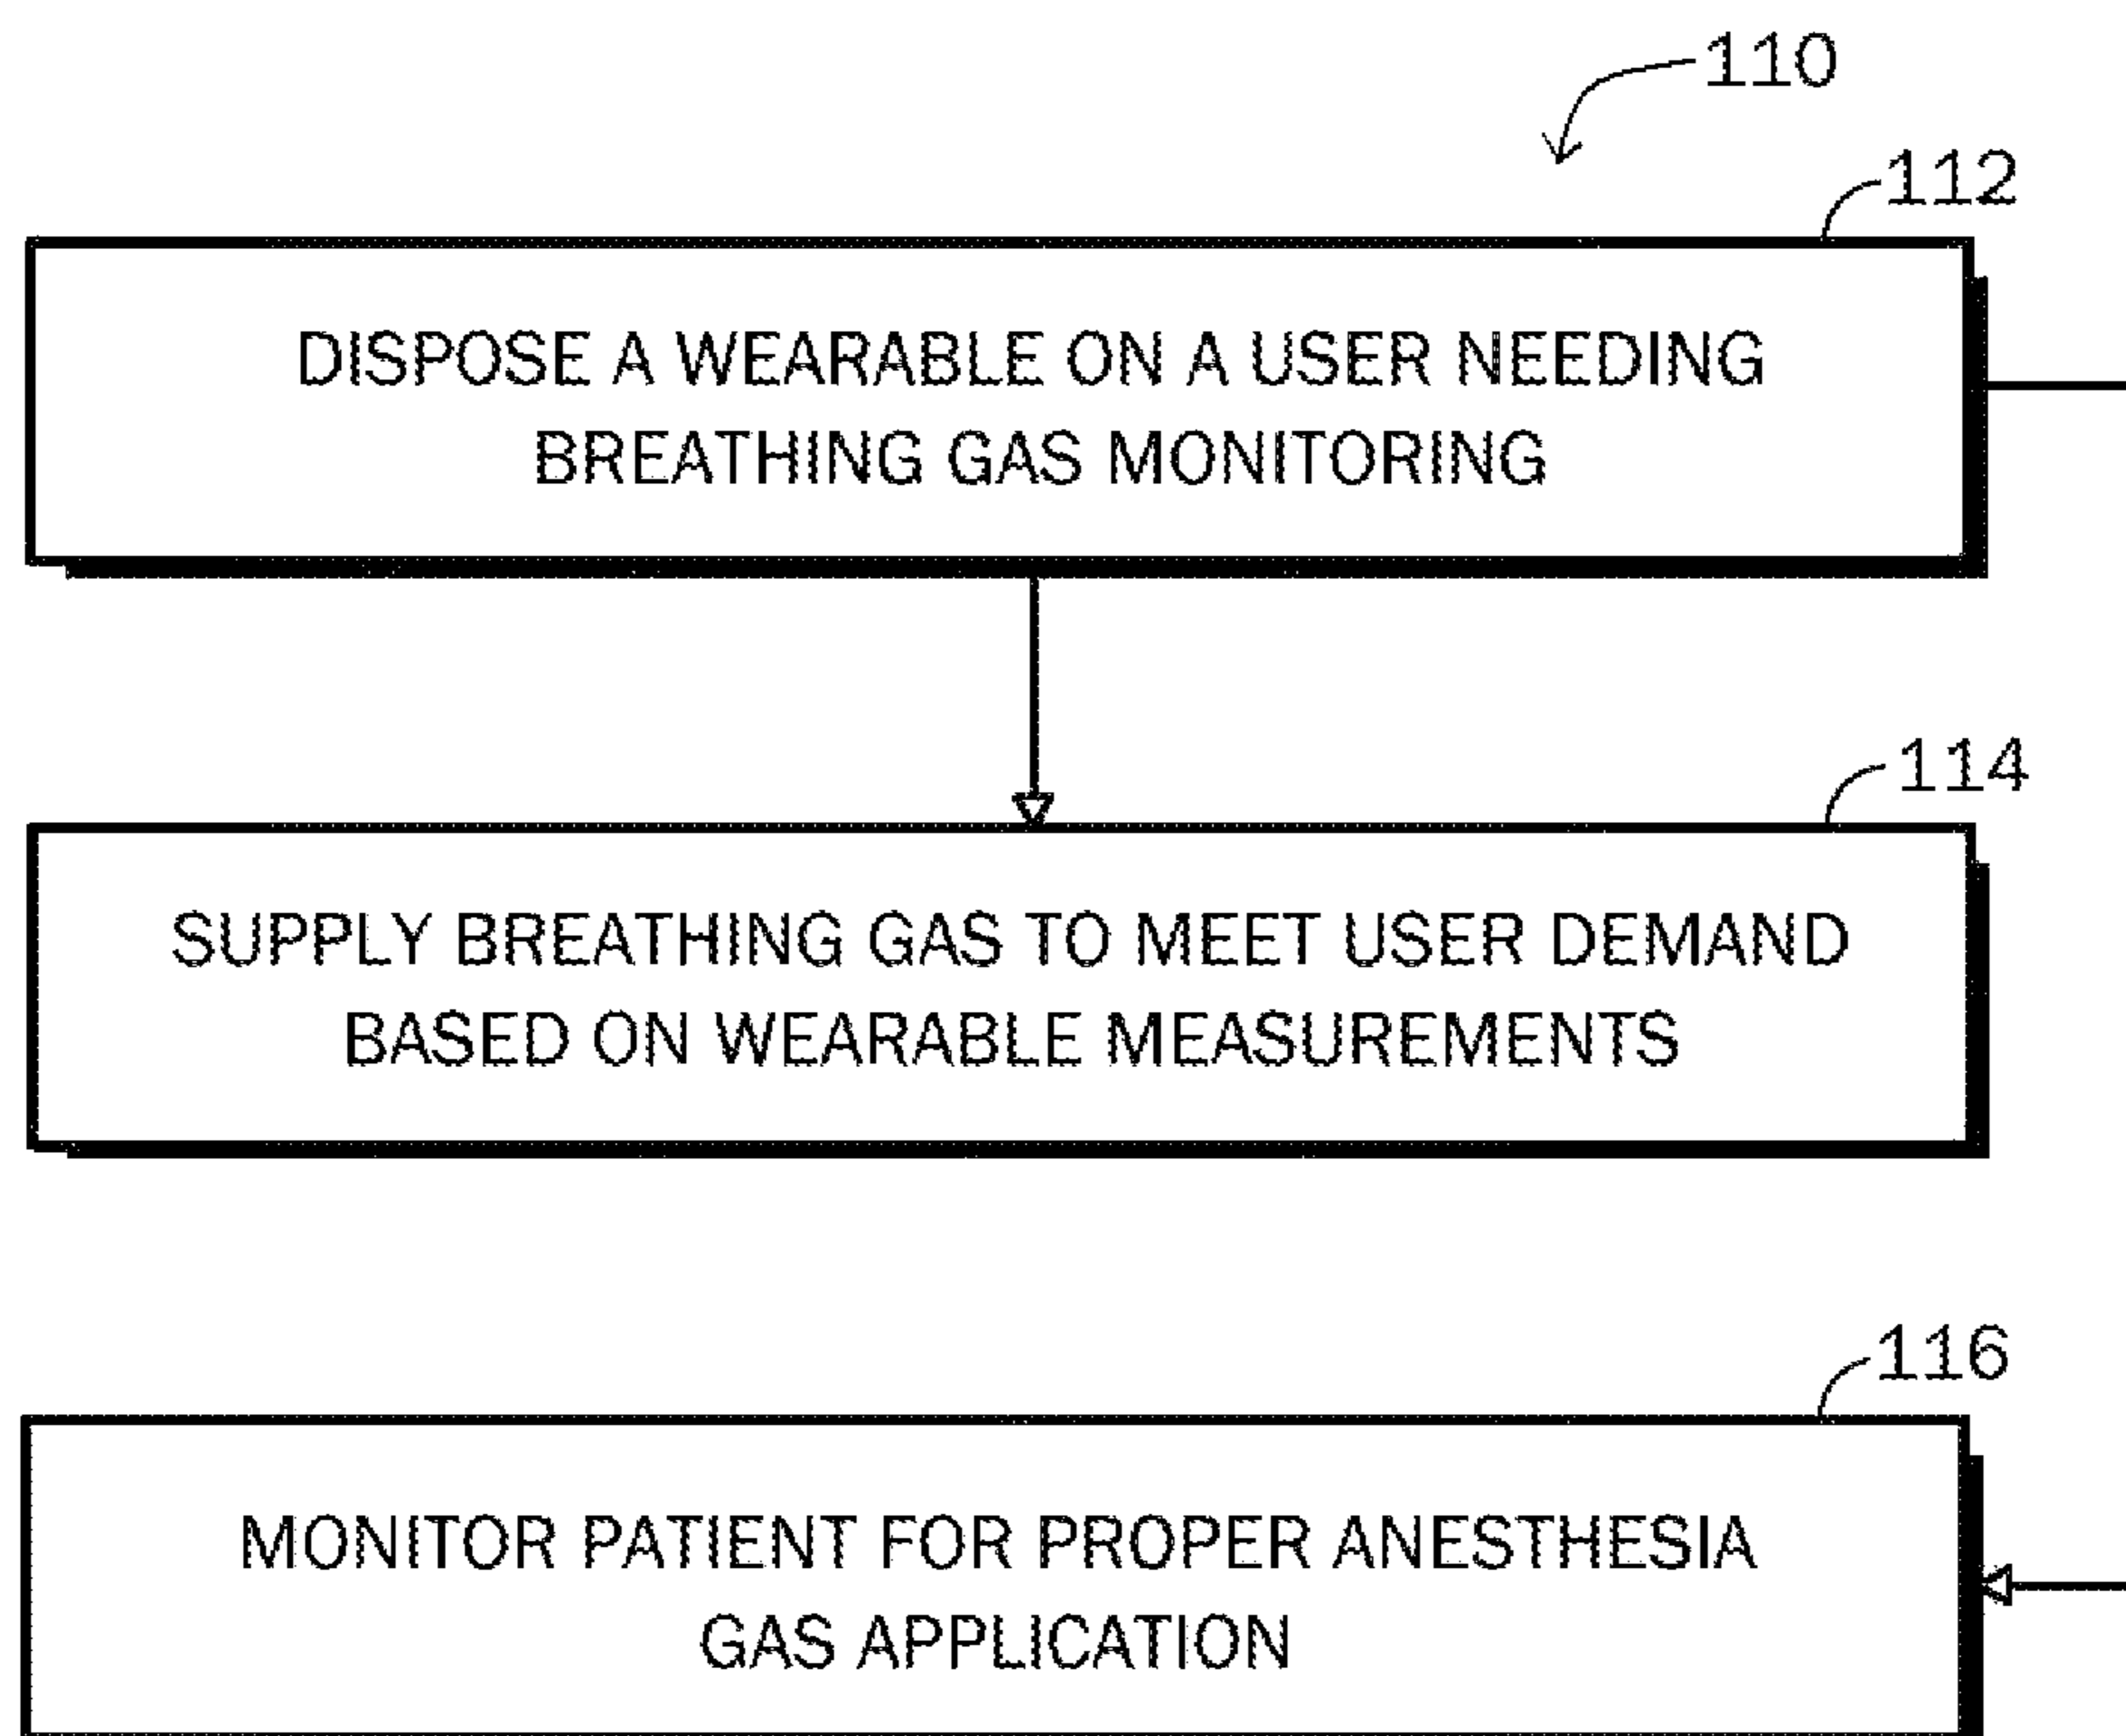 110
112
DISPOSE A WEARABLE ON A USER NEEDING
BREATHING GAS MONITORING
114
SUPPLY BREATHING GAS TO MEET USER DEMAND
BASED ON WEARABLE MEASUREMENTS
116
MONITOR PATIENT FOR PROPER ANESTHESIA
GAS APPLICATION